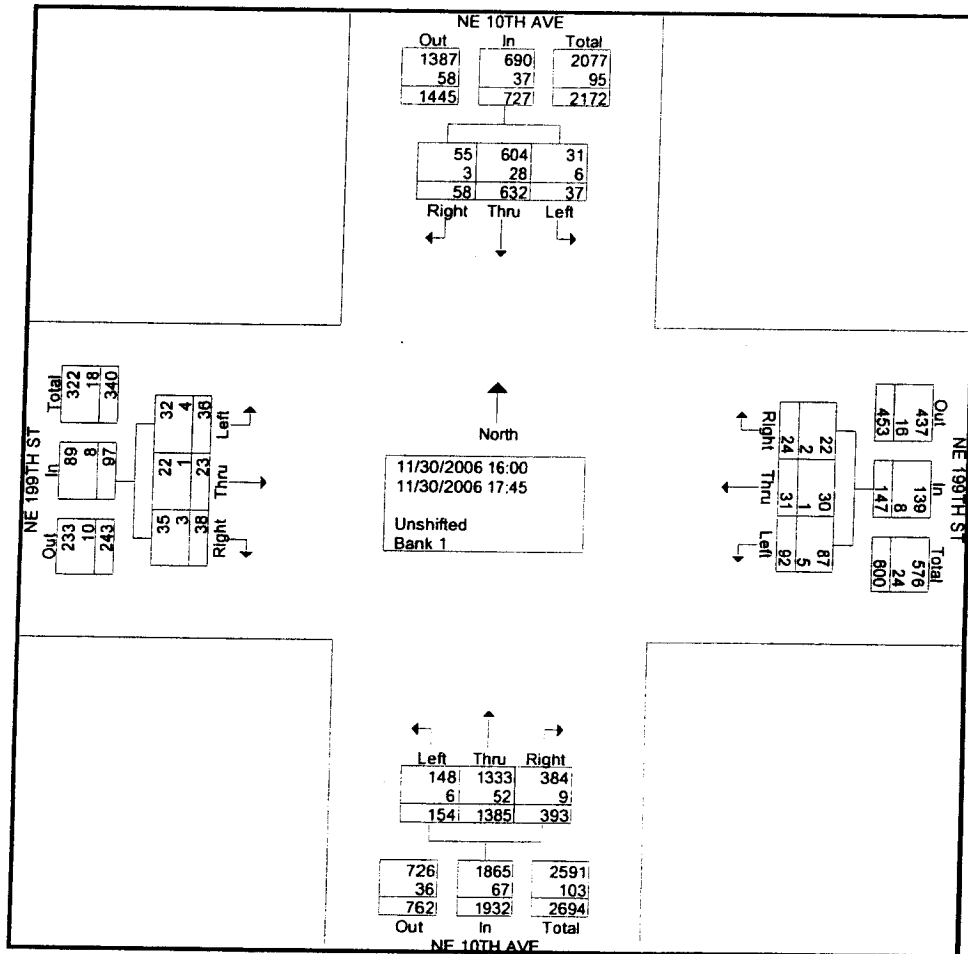 NE 10TH AVE
Out In Total
1387 690 2077
58 37 95
1445 727 2172
55 604 31
3 28 6
58 632 37
Right Thru Left
NE 199TH ST
Total In Out
322 89 233
18 8 10
340 97 243
32 22 35
4 1 3
36 23 38
Left Thru Right
North
11/30/2006 16:00
11/30/2006 17:45
Unshifted
Bank 1
Right Thru Left
22 30 87
2 1 5
24 31 92
Out In Total
437 139 576
16 8 24
453 147 600
NE 199TH ST
Left Thru Right
148 1333 384
6 52 9
154 1385 393
726 1865 2591
36 67 103
762 1932 2694
Out In Total
NE 10TH AVE